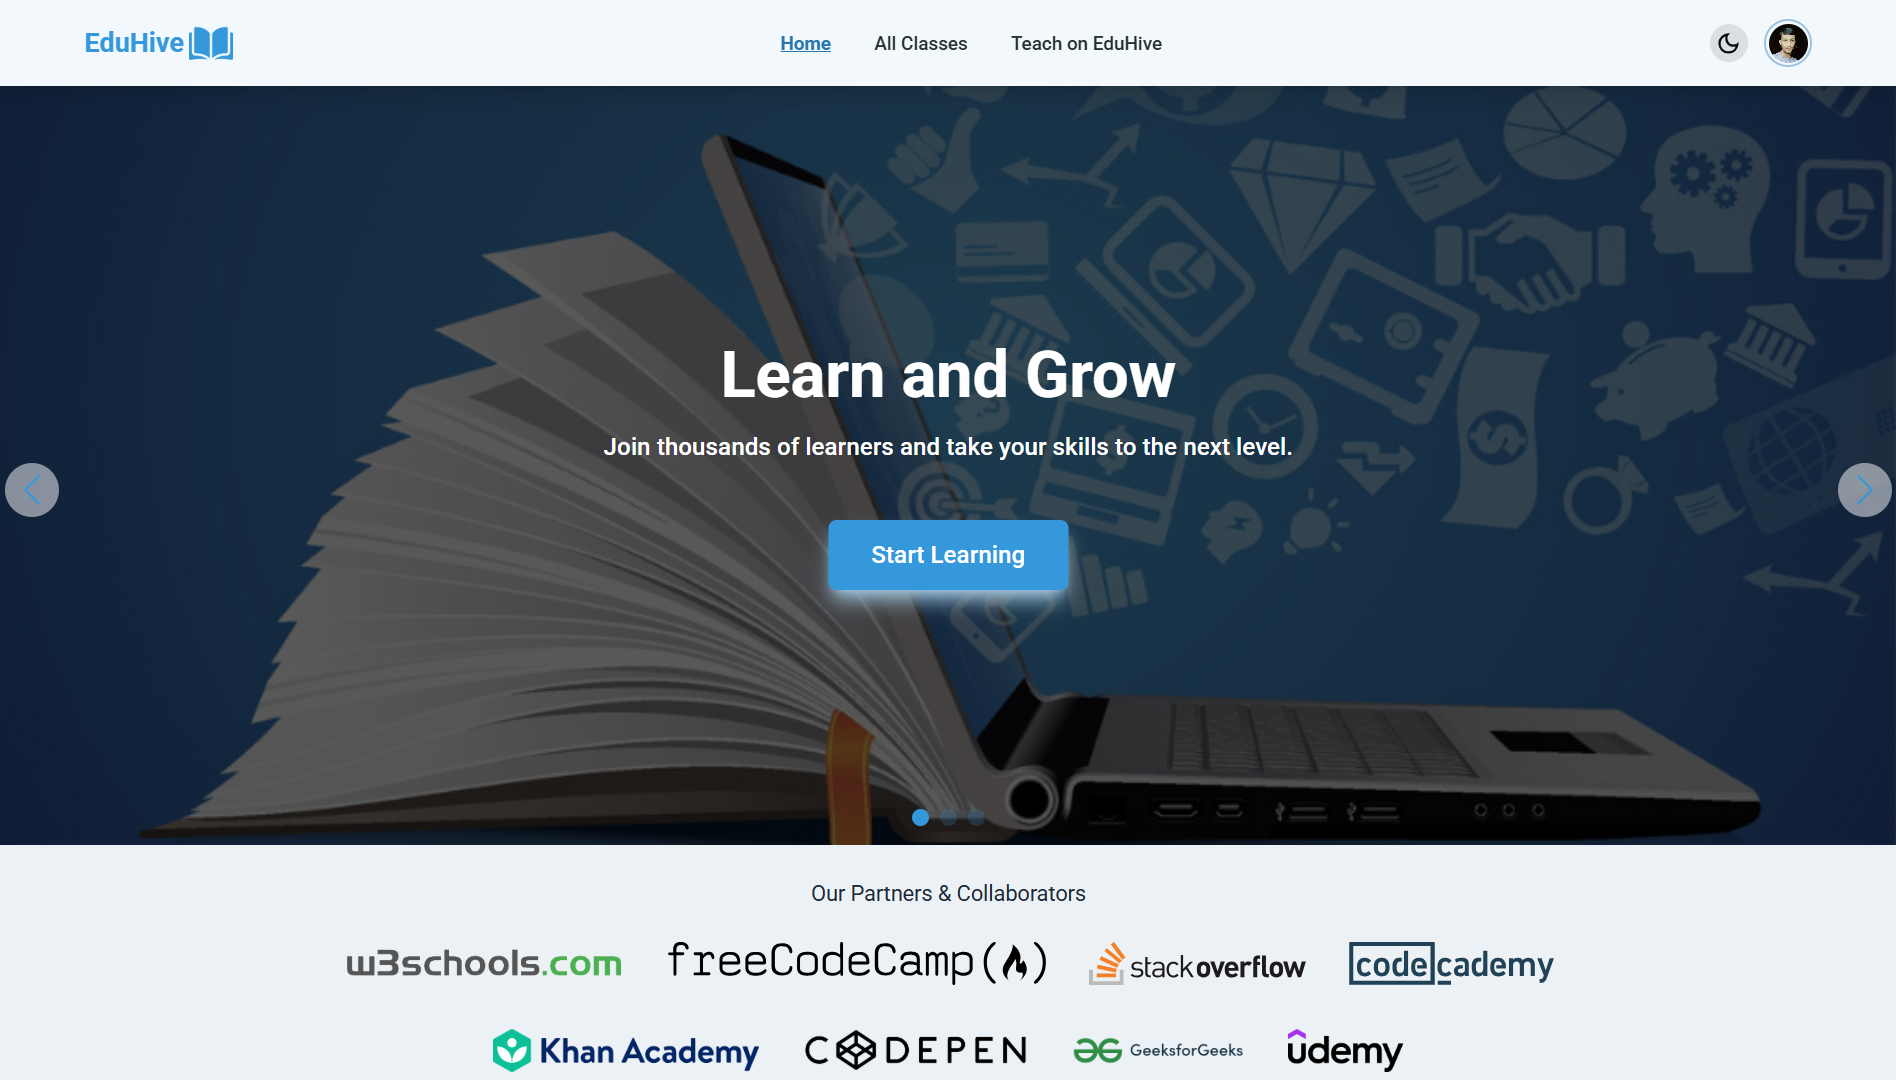 EduHive
Home
All Classes
Teach on EduHive
Learn and Grow
Join thousands of learners and take your skills to the next level.
Start Learning
Our Partners & Collaborators
w3schools.com
freeCodeCamp
stackoverflow
codecademy
Khan Academy
CODEPEN
GeeksforGeeks
udemy